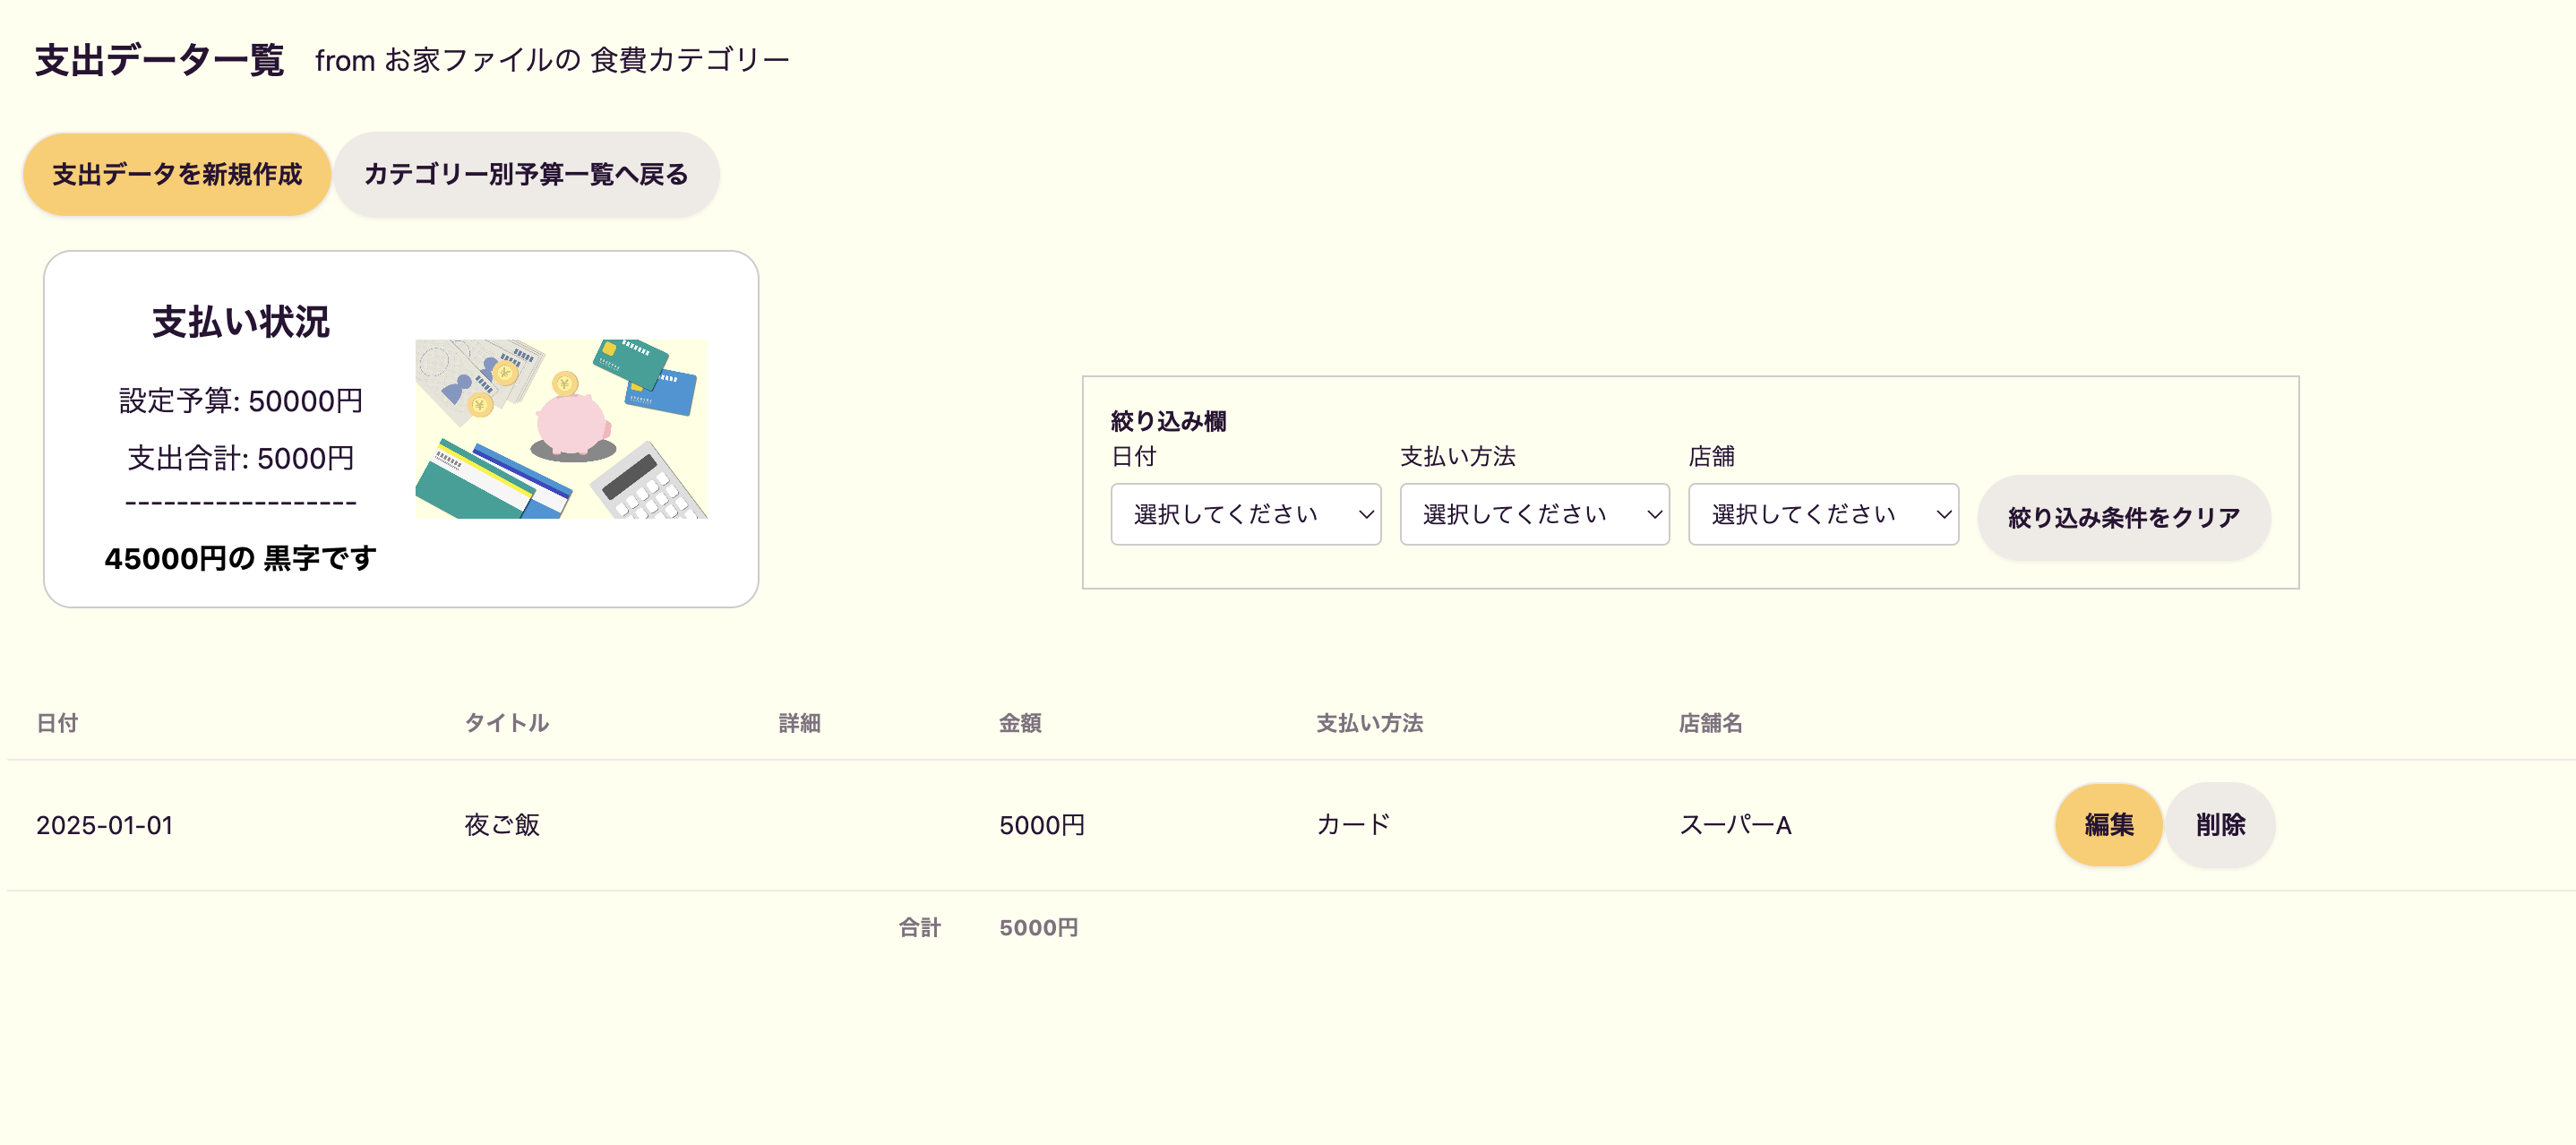 支出データ一覧 from お家ファイルの 食費カテゴリー
支出データを新規作成 カテゴリー別予算一覧へ戻る
支払い状況
設定予算: 50000円
支出合計: 5000円
------------------
45000円の 黒字です
絞り込み欄
日付 支払い方法 店舗
選択してください 選択してください 選択してください 絞り込み条件をクリア
日付 タイトル 詳細 金額 支払い方法 店舗名
2025-01-01 夜ご飯 5000円 カード スーパーA 編集 削除
合計 5000円